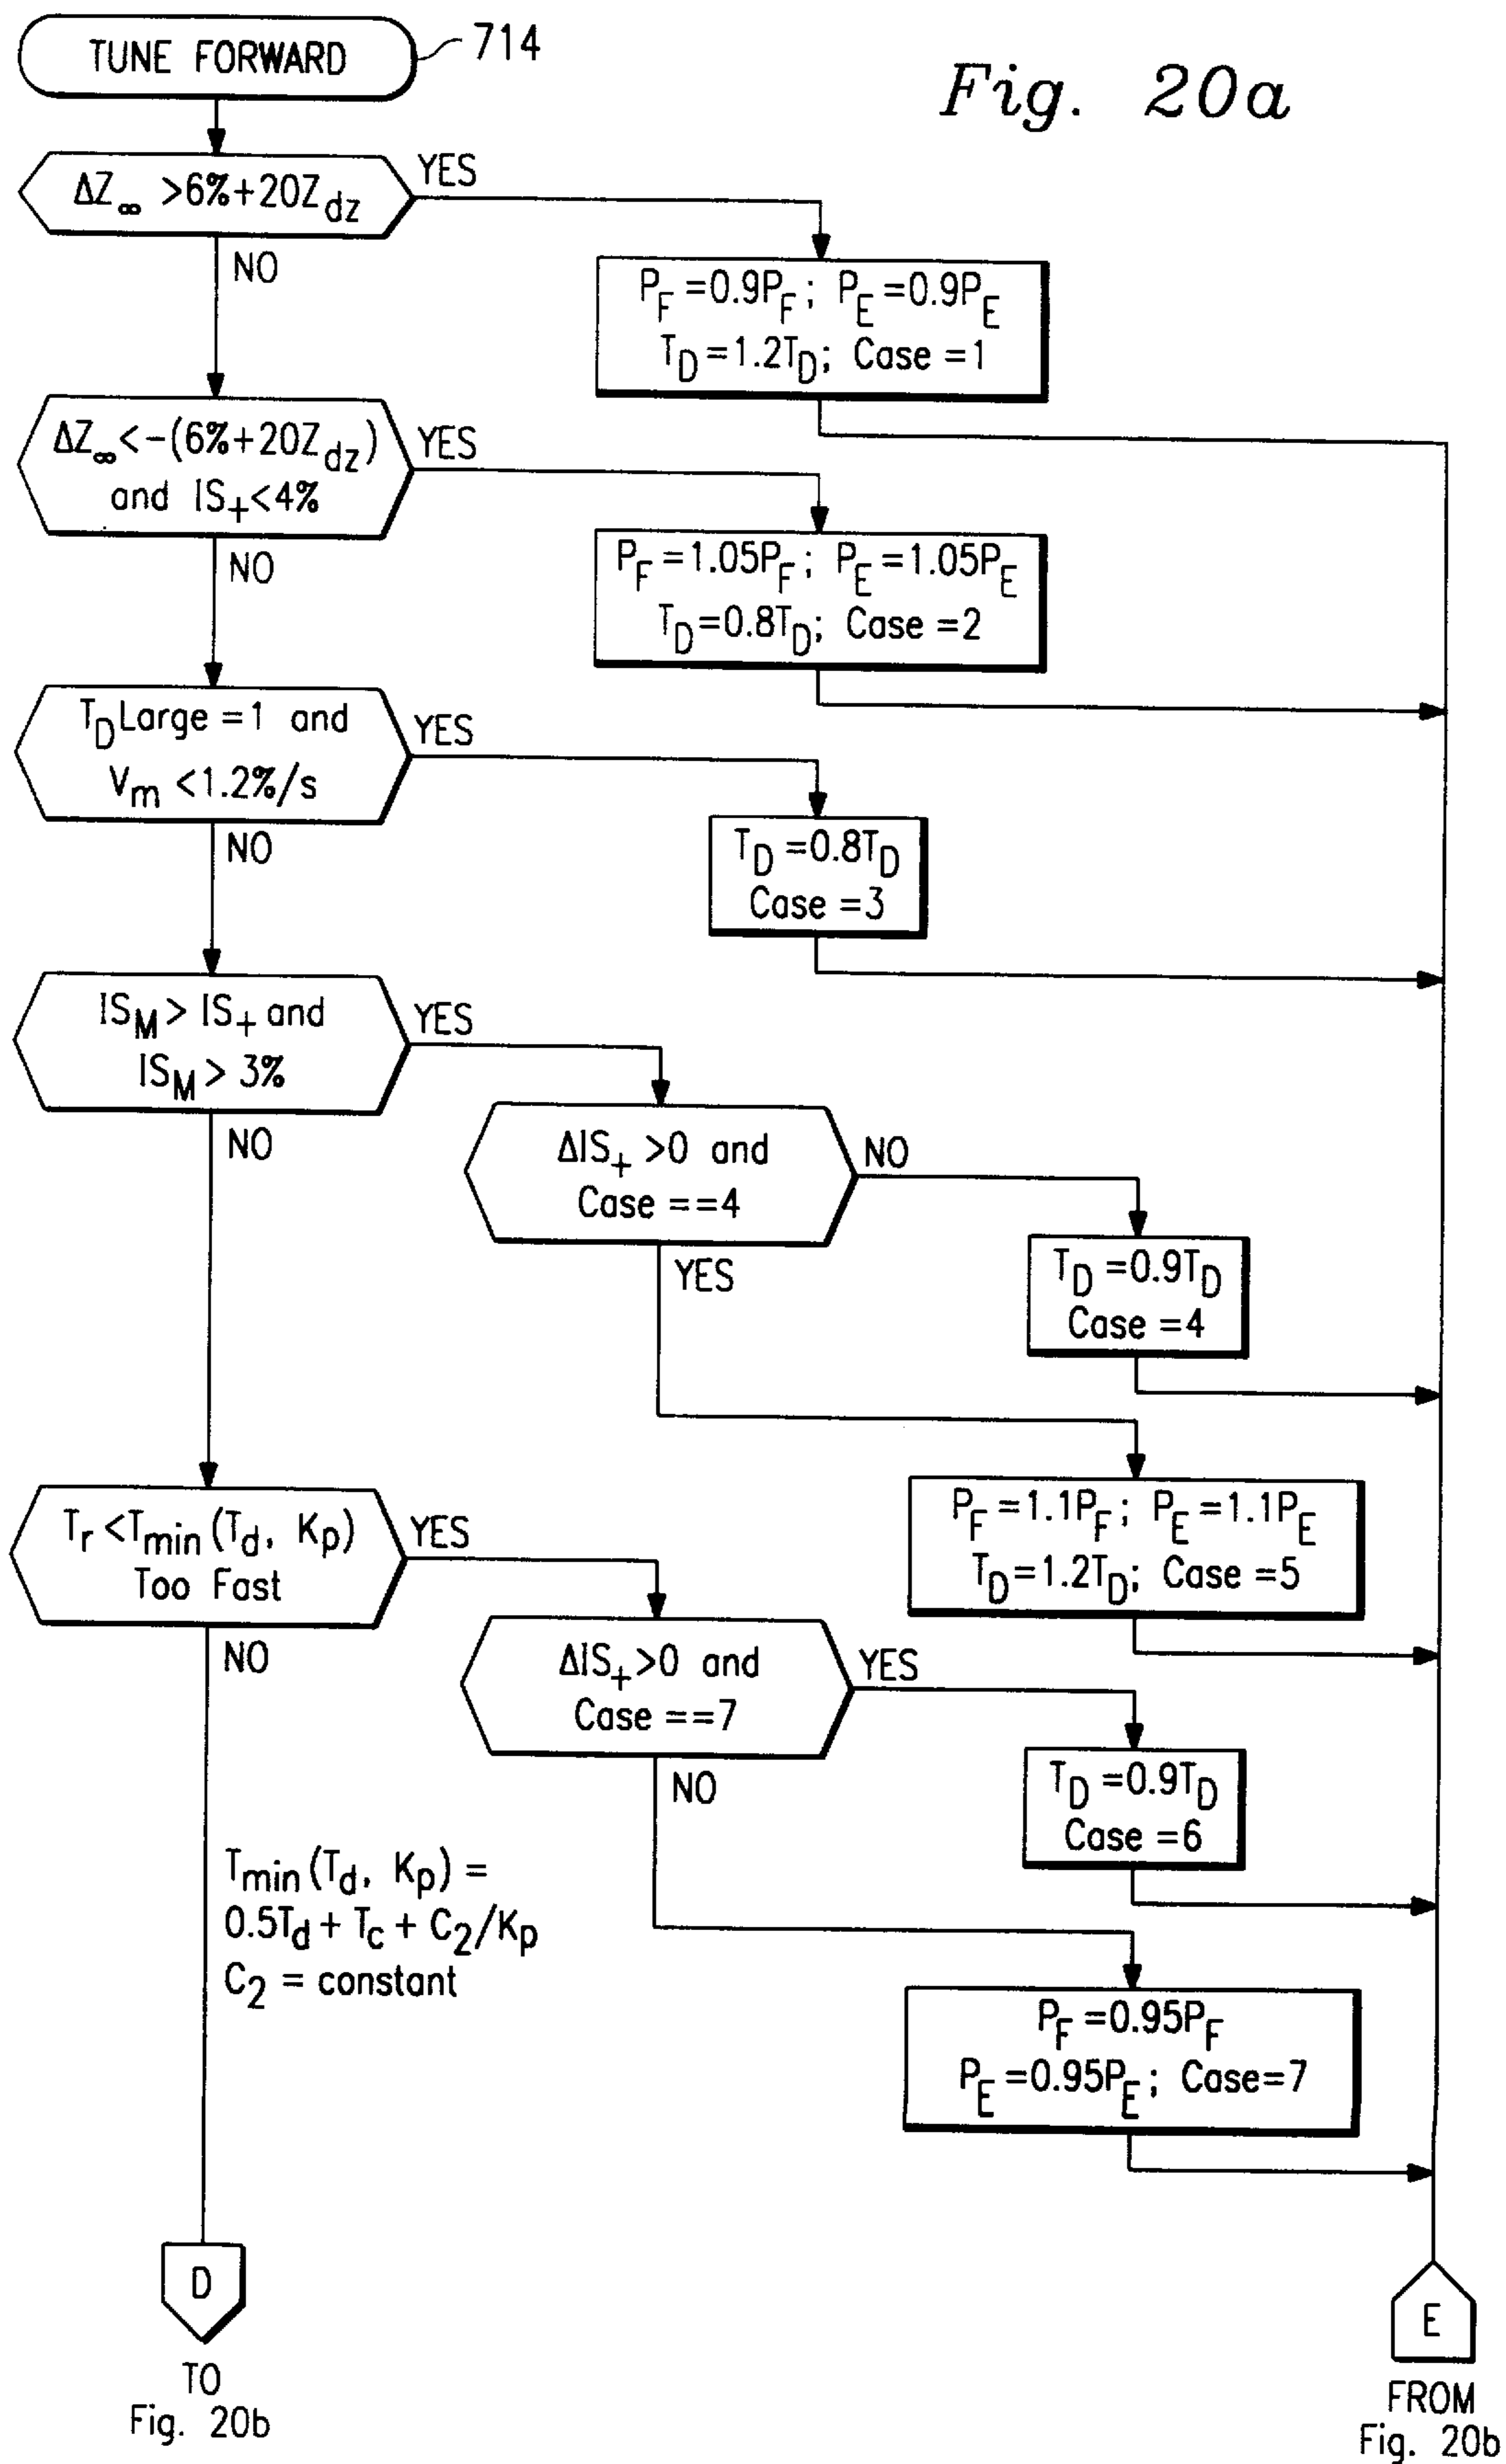 TUNE FORWARD
714
Fig. 20a
ΔZ∞ >6%+20Zdz
YES
NO
PF=0.9PF; PE=0.9PE
TD=1.2TD; Case=1
ΔZ∞<-(6%+20Zdz)
and IS+<4%
YES
NO
PF=1.05PF; PE=1.05PE
TD=0.8TD; Case=2
TDLarge=1 and
Vm <1.2%/s
YES
NO
TD=0.8TD
Case=3
ISM> IS+ and
ISM> 3%
YES
NO
ΔIS+ >0 and
Case ==4
NO
YES
TD=0.9TD
Case=4
PF=1.1PF; PE=1.1PE
TD=1.2TD; Case=5
Tr<Tmin(Td, Kp)
Too Fast
YES
NO
ΔIS+>0 and
Case ==7
YES
NO
TD=0.9TD
Case=6
Tmin(Td, Kp) =
0.5Td+ Tc + C2/Kp
C2 = constant
PF=0.95PF
PE=0.95PE; Case=7
D
TO
Fig. 20b
E
FROM
Fig. 20b